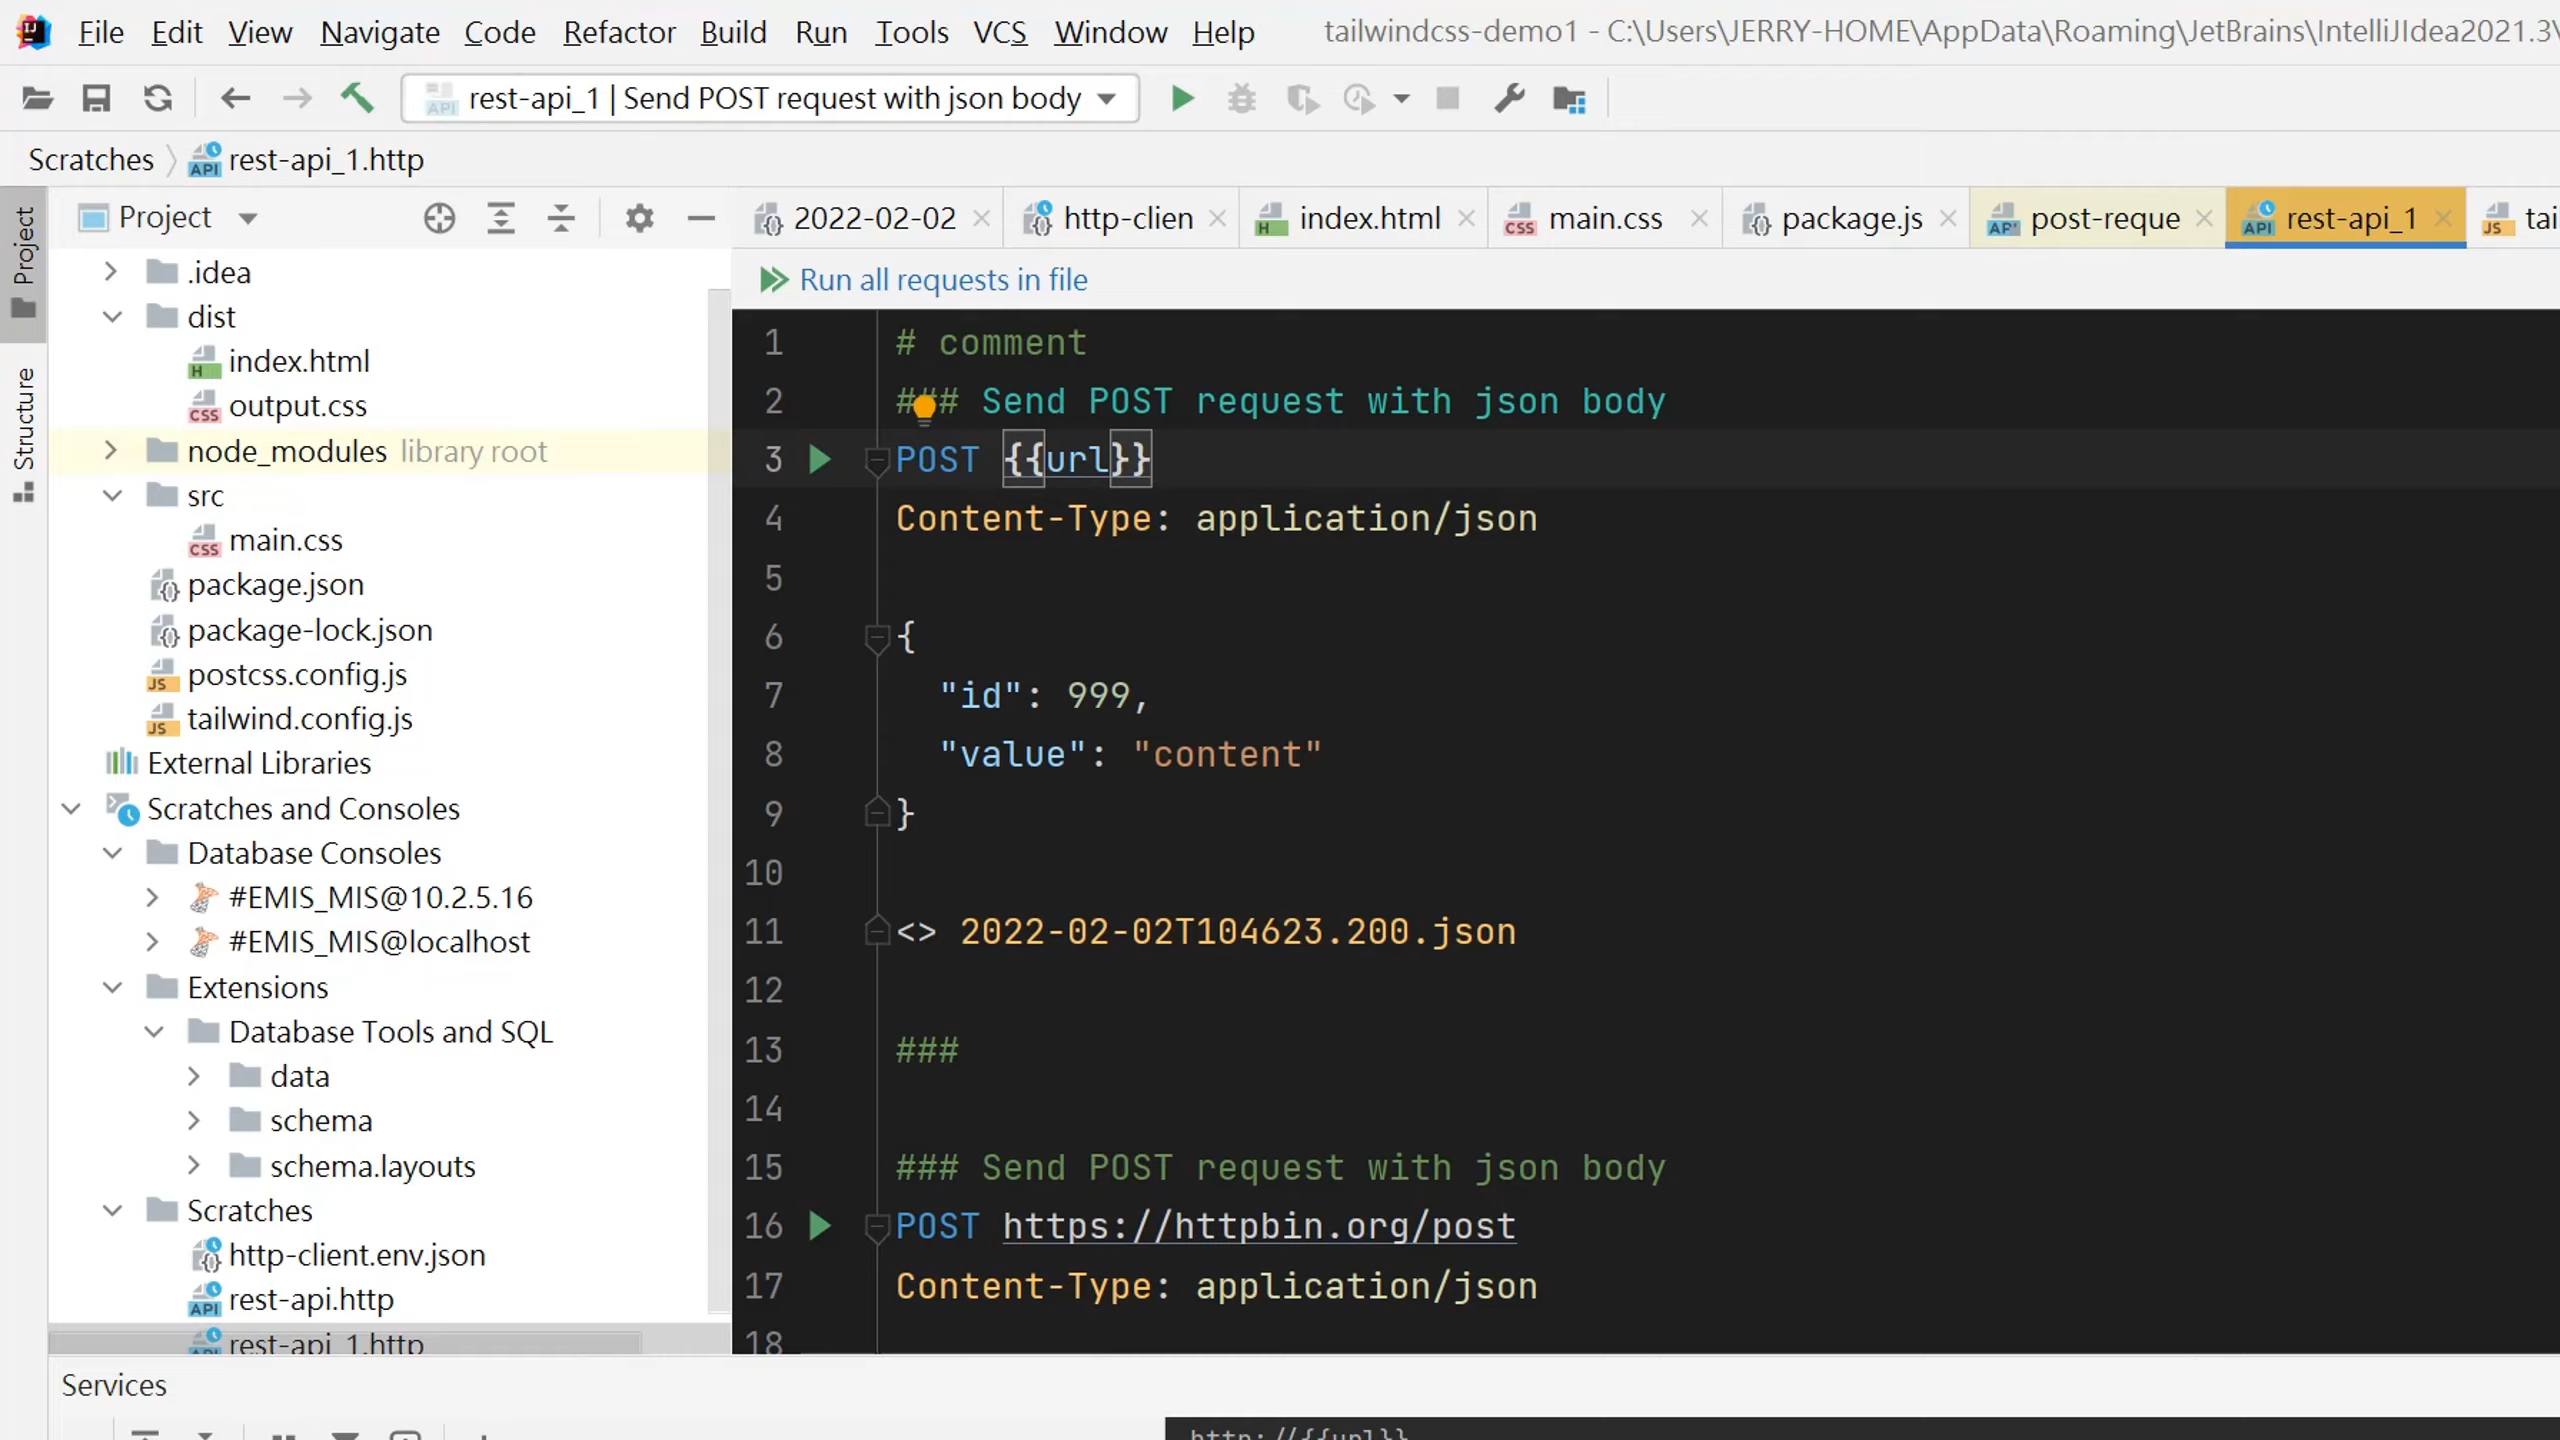 File Edit View Navigate Code Refactor Build Run Tools VCS Window Help tailwindcss-demo1 - C:\Users\JERRY-HOME\AppData\Roaming\JetBrains\IntelliJIdea2021.3\
rest-api_1 | Send POST request with json body
Scratches rest-api_1.http
Project
Structure
Project
.idea
dist
index.html
output.css
node_modules library root
src
main.css
package.json
package-lock.json
postcss.config.js
tailwind.config.js
External Libraries
Scratches and Consoles
Database Consoles
#EMIS_MIS@10.2.5.16
#EMIS_MIS@localhost
Extensions
Database Tools and SQL
data
schema
schema.layouts
Scratches
http-client.env.json
rest-api.http
rest-api_1.http
2022-02-02 http-clien index.html main.css package.js post-reque rest-api_1 tai
Run all requests in file
1 # comment
2 ### Send POST request with json body
3 POST {{url}}
4 Content-Type: application/json
5
6 {
7 "id": 999,
8 "value": "content"
9 }
10
11 <> 2022-02-02T104623.200.json
12
13 ###
14
15 ### Send POST request with json body
16 POST https://httpbin.org/post
17 Content-Type: application/json
18
Services
http://{{url}}